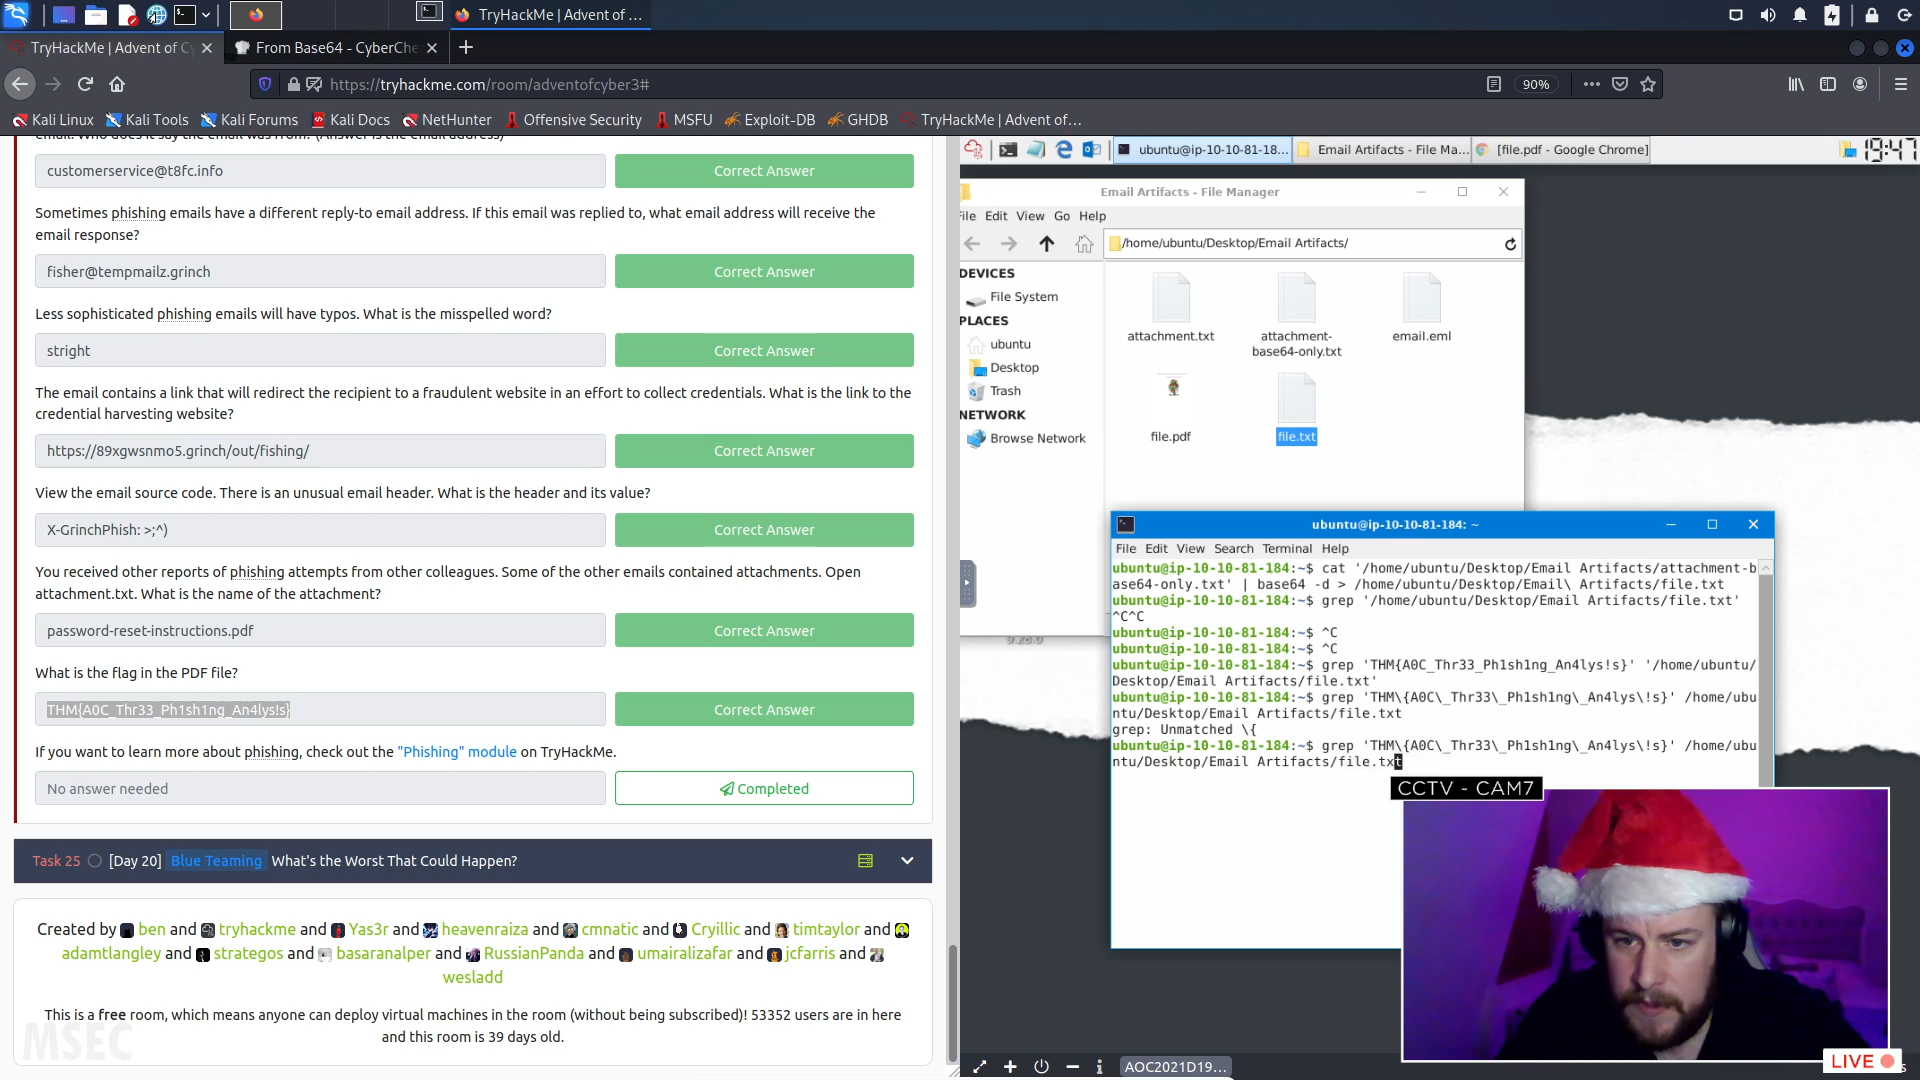 TryHackMe | Advent of ...
TryHackMe | Advent of Cy
From Base64 - CyberChe
https://tryhackme.com/room/adventofcyber3#
90%
Kali Linux
Kali Tools
Kali Forums
Kali Docs
NetHunter
Offensive Security
MSFU
Exploit-DB
GHDB
TryHackMe | Advent of...
email. Who does it say the email was from? (Answer is the email address)
customerservice@t8fc.info
Correct Answer
Sometimes phishing emails have a different reply-to email address. If this email was replied to, what email address will receive the
email response?
fisher@tempmailz.grinch
Correct Answer
Less sophisticated phishing emails will have typos. What is the misspelled word?
stright
Correct Answer
The email contains a link that will redirect the recipient to a fraudulent website in an effort to collect credentials. What is the link to the
credential harvesting website?
https://89xgwsnmo5.grinch/out/fishing/
Correct Answer
View the email source code. There is an unusual email header. What is the header and its value?
X-GrinchPhish: >;^)
Correct Answer
You received other reports of phishing attempts from other colleagues. Some of the other emails contained attachments. Open
attachment.txt. What is the name of the attachment?
password-reset-instructions.pdf
Correct Answer
What is the flag in the PDF file?
THM{A0C_Thr33_Ph1sh1ng_An4lys!s}
Correct Answer
If you want to learn more about phishing, check out the "Phishing" module on TryHackMe.
No answer needed
Completed
Task 25 [Day 20] Blue Teaming What's the Worst That Could Happen?
Created by ben and tryhackme and Yas3r and heavenraiza and cmnatic and Cryillic and timtaylor and
adamtlangley and strategos and basaranalper and RussianPanda and umairalizafar and jcfarris and
wesladd
This is a free room, which means anyone can deploy virtual machines in the room (without being subscribed)! 53352 users are in here
and this room is 39 days old.
MSEC
ubuntu@ip-10-10-81-18...
Email Artifacts - File Ma...
[file.pdf - Google Chrome]
19:47
Email Artifacts - File Manager
File Edit View Go Help
/home/ubuntu/Desktop/Email Artifacts/
DEVICES
File System
PLACES
ubuntu
Desktop
Trash
NETWORK
Browse Network
attachment.txt
attachment-
base64-only.txt
email.eml
file.pdf
file.txt
ubuntu@ip-10-10-81-184: ~
File Edit View Search Terminal Help
ubuntu@ip-10-10-81-184:~$ cat '/home/ubuntu/Desktop/Email Artifacts/attachment-b
ase64-only.txt' | base64 -d > /home/ubuntu/Desktop/Email\ Artifacts/file.txt
ubuntu@ip-10-10-81-184:~$ grep '/home/ubuntu/Desktop/Email Artifacts/file.txt'
^C^C
ubuntu@ip-10-10-81-184:~$ ^C
ubuntu@ip-10-10-81-184:~$ ^C
ubuntu@ip-10-10-81-184:~$ grep 'THM{A0C_Thr33_Ph1sh1ng_An4lys!s}' '/home/ubuntu/
Desktop/Email Artifacts/file.txt'
ubuntu@ip-10-10-81-184:~$ grep 'THM\{A0C\_Thr33\_Ph1sh1ng\_An4lys!s}' /home/ubu
ntu/Desktop/Email Artifacts/file.txt
grep: Unmatched \{
ubuntu@ip-10-10-81-184:~$ grep 'THM\{A0C\_Thr33\_Ph1sh1ng\_An4lys\!s}' /home/ubu
ntu/Desktop/Email Artifacts/file.txt
CCTV - CAM7
AOC2021D19...
LIVE